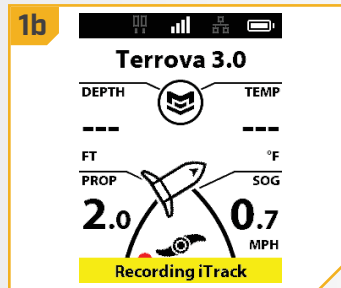 1b
Terrova 3.0
DEPTH TEMP
--- ---
FT °F
PROP SOG
2.0 0.7
MPH
Recording iTrack